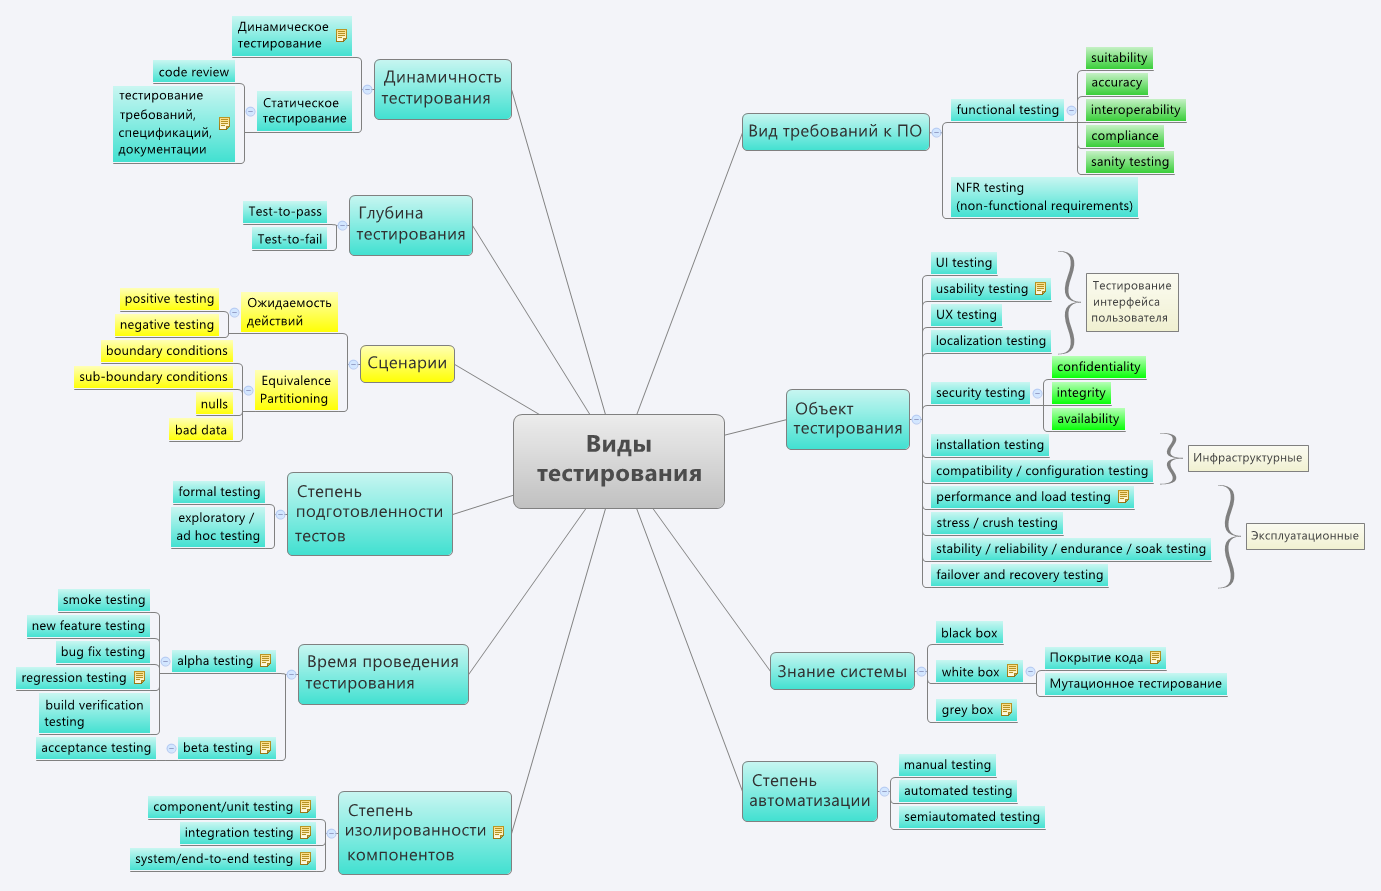 Виды
тестирования
Динамичность
тестирования
Динамическое
тестирование
Статическое
тестирование
code review
тестирование
требований,
спецификаций,
документации
Глубина
тестирования
Test-to-pass
Test-to-fail
Сценарии
Ожидаемость
действий
positive testing
negative testing
Equivalence
Partitioning
boundary conditions
sub-boundary conditions
nulls
bad data
Степень
подготовленности
тестов
formal testing
exploratory /
ad hoc testing
Время проведения
тестирования
alpha testing
smoke testing
new feature testing
bug fix testing
regression testing
build verification
testing
beta testing
acceptance testing
Степень
изолированности
компонентов
component/unit testing
integration testing
system/end-to-end testing
Вид требований к ПО
functional testing
suitability
accuracy
interoperability
compliance
sanity testing
NFR testing
(non-functional requirements)
Объект
тестирования
UI testing
usability testing
UX testing
localization testing
Тестирование
интерфейса
пользователя
security testing
confidentiality
integrity
availability
installation testing
compatibility / configuration testing
Инфраструктурные
performance and load testing
stress / crush testing
stability / reliability / endurance / soak testing
failover and recovery testing
Эксплуатационные
Знание системы
black box
white box
Покрытие кода
Мутационное тестирование
grey box
Степень
автоматизации
manual testing
automated testing
semiautomated testing